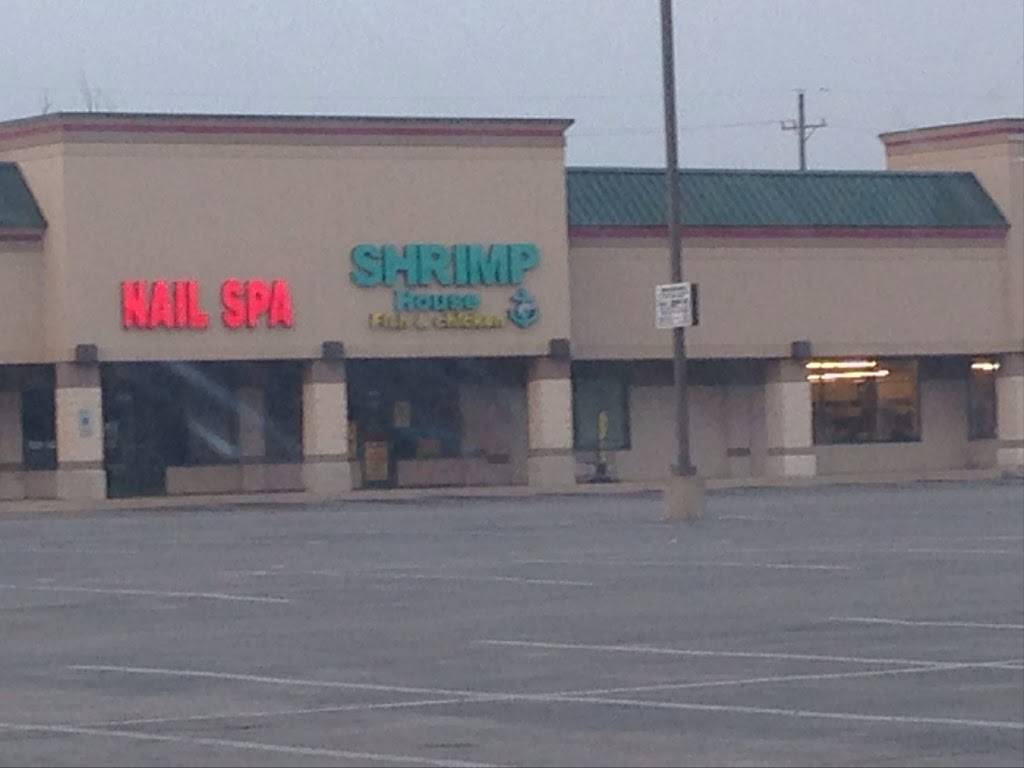 NAIL SPA
SHRIMP
House
Fish & chicken